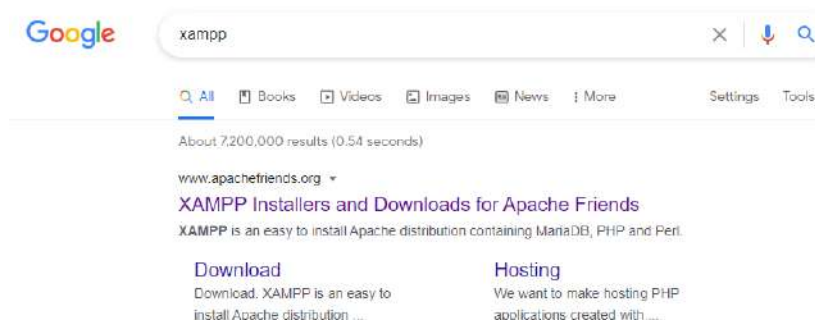 Google
xampp
All Books Videos Images News More Settings Tools
About 7,200,000 results (0.54 seconds)
www.apachefriends.org
XAMPP Installers and Downloads for Apache Friends
XAMPP is an easy to install Apache distribution containing MariaDB, PHP and Perl.
Download Hosting
Download. XAMPP is an easy to We want to make hosting PHP
install Apache distribution ... applications created with ...